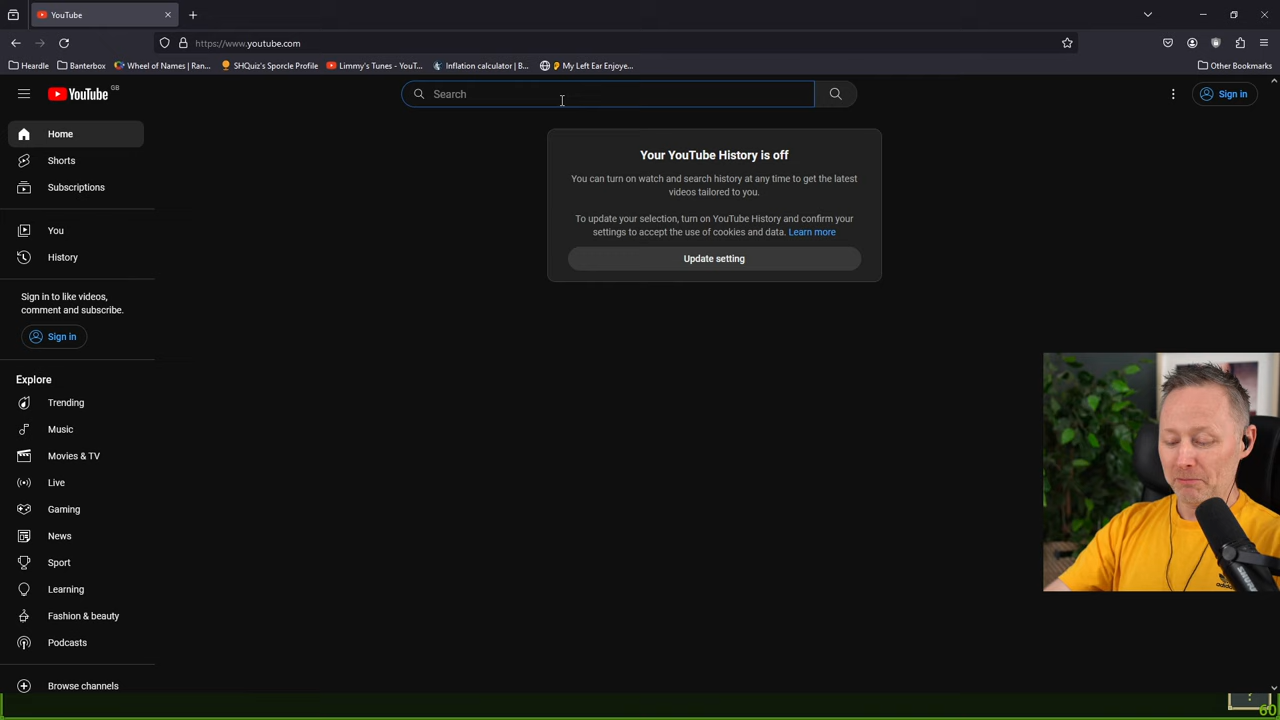 YouTube
https://www.youtube.com
Heardle
Banterbox
Wheel of Names | Ran...
SHQuiz's Sporcle Profile
Limmy's Tunes - YouT...
Inflation calculator | B...
My Left Ear Enjoye...
Other Bookmarks
YouTube GB
Search
Sign in
Home
Shorts
Subscriptions
You
History
Sign in to like videos,
comment and subscribe.
Sign in
Explore
Trending
Music
Movies & TV
Live
Gaming
News
Sport
Learning
Fashion & beauty
Podcasts
Browse channels
Your YouTube History is off
You can turn on watch and search history at any time to get the latest
videos tailored to you.
To update your selection, turn on YouTube History and confirm your
settings to accept the use of cookies and data. Learn more
Update setting
adidas
?
60